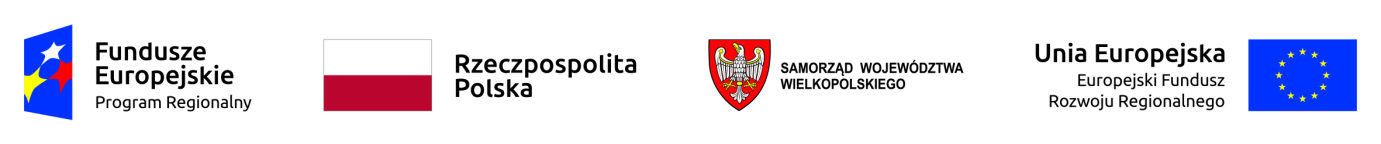 Fundusze
Europejskie
Program Regionalny
Rzeczpospolita
Polska
SAMORZĄD WOJEWÓDZTWA
WIELKOPOLSKIEGO
Unia Europejska
Europejski Fundusz
Rozwoju Regionalnego